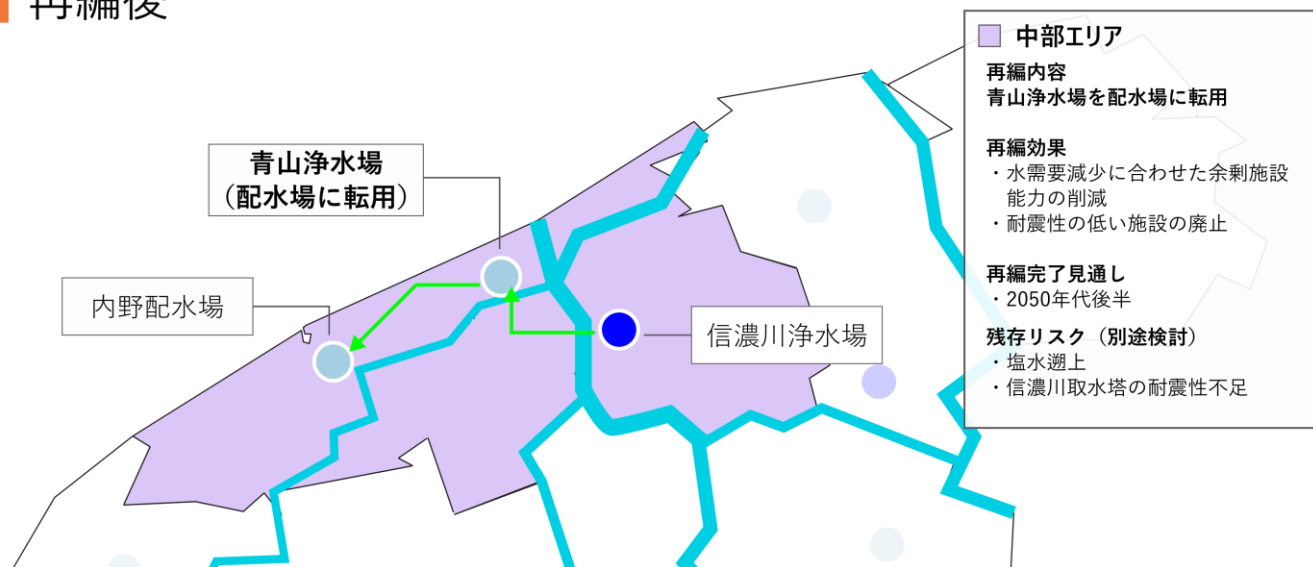 再編後
中部エリア
再編内容
青山浄水場を配水場に転用
再編効果
・水需要減少に合わせた余剰施設
能力の削減
・耐震性の低い施設の廃止
再編完了見通し
・2050年代後半
残存リスク（別途検討）
・塩水遡上
・信濃川取水塔の耐震性不足
青山浄水場
（配水場に転用）
内野配水場
信濃川浄水場